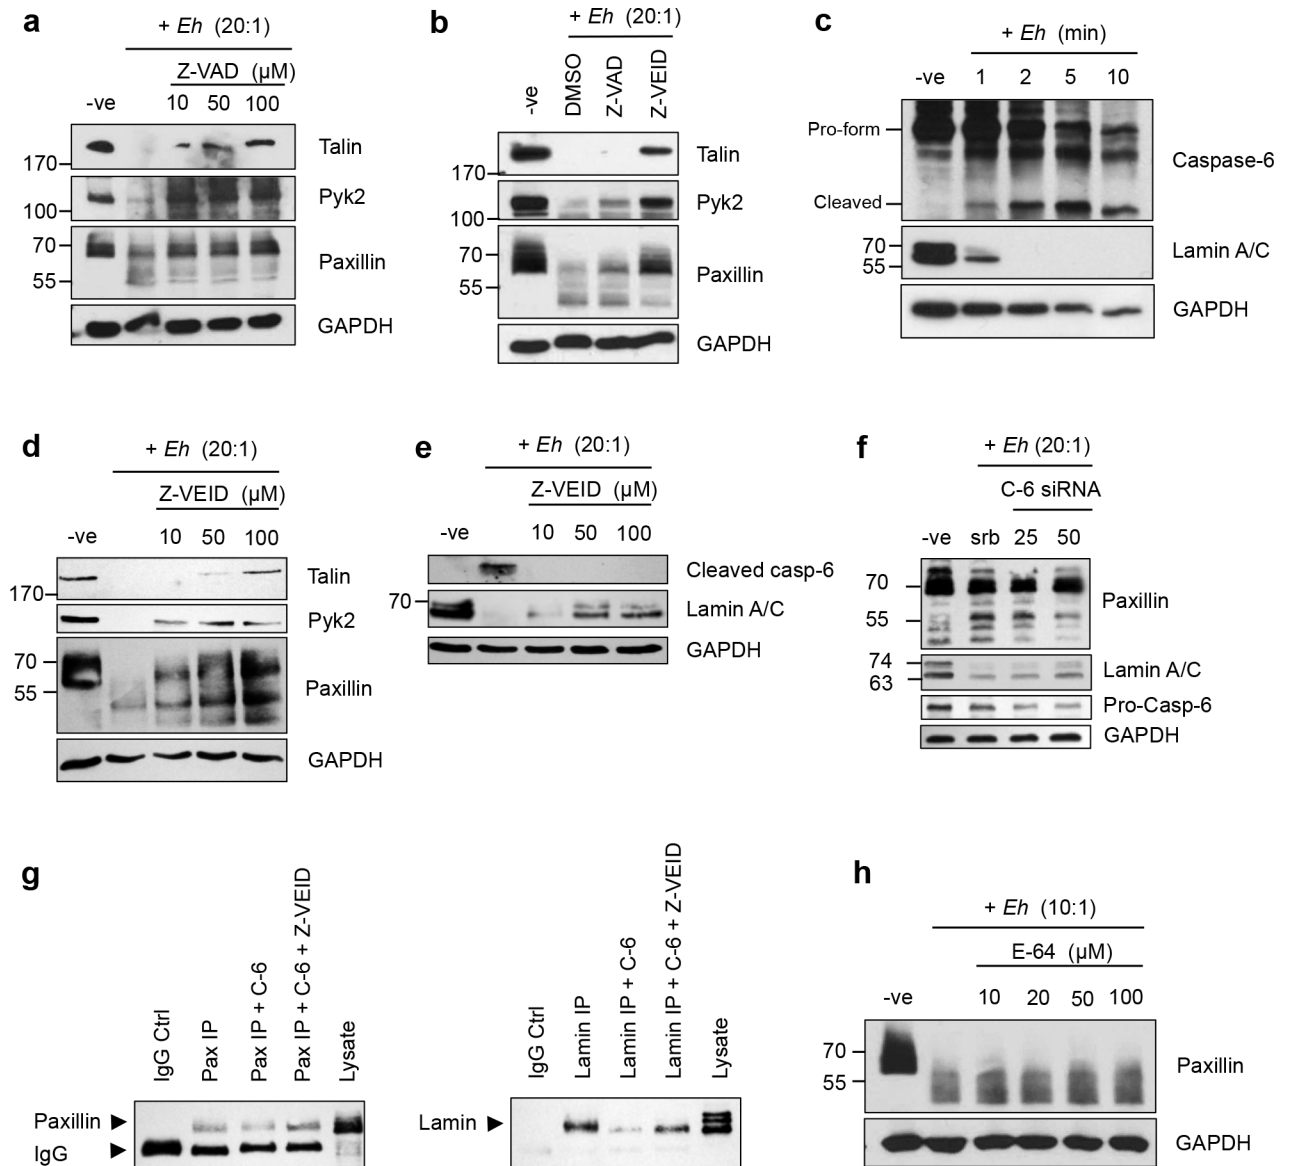 a
+ Eh (20:1)
Z-VAD (µM)
-ve 10 50 100
170
Talin
100
Pyk2
70
55
Paxillin
GAPDH
b
+ Eh (20:1)
-ve DMSO Z-VAD Z-VEID
170
Talin
100
Pyk2
70
55
Paxillin
GAPDH
c
+ Eh (min)
-ve 1 2 5 10
Pro-form
Cleaved
Caspase-6
70
55
Lamin A/C
GAPDH
d
+ Eh (20:1)
Z-VEID (µM)
-ve 10 50 100
170
Talin
Pyk2
70
55
Paxillin
GAPDH
e
+ Eh (20:1)
Z-VEID (µM)
-ve 10 50 100
Cleaved casp-6
70
Lamin A/C
GAPDH
f
+ Eh (20:1)
C-6 siRNA
-ve srb 25 50
70
55
Paxillin
74
63
Lamin A/C
Pro-Casp-6
GAPDH
g
IgG Ctrl
Pax IP
Pax IP + C-6
Pax IP + C-6 + Z-VEID
Lysate
Paxillin
IgG
IgG Ctrl
Lamin IP
Lamin IP + C-6
Lamin IP + C-6 + Z-VEID
Lysate
Lamin
h
+ Eh (10:1)
E-64 (µM)
-ve 10 20 50 100
70
55
Paxillin
GAPDH